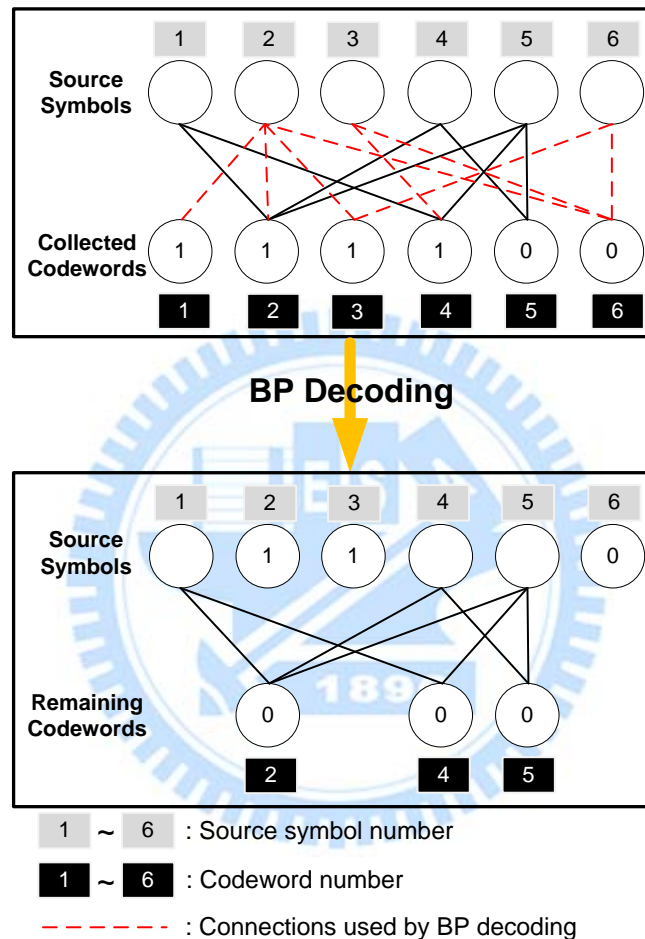 1 2 3 4 5 6
Source
Symbols
Collected
Codewords
1 1 1 1 0 0
1 2 3 4 5 6
BP Decoding
1 2 3 4 5 6
Source
Symbols
1 1 0
Remaining
Codewords
0 0 0
2 4 5
189
1 ~ 6 : Source symbol number
1 ~ 6 : Codeword number
: Connections used by BP decoding